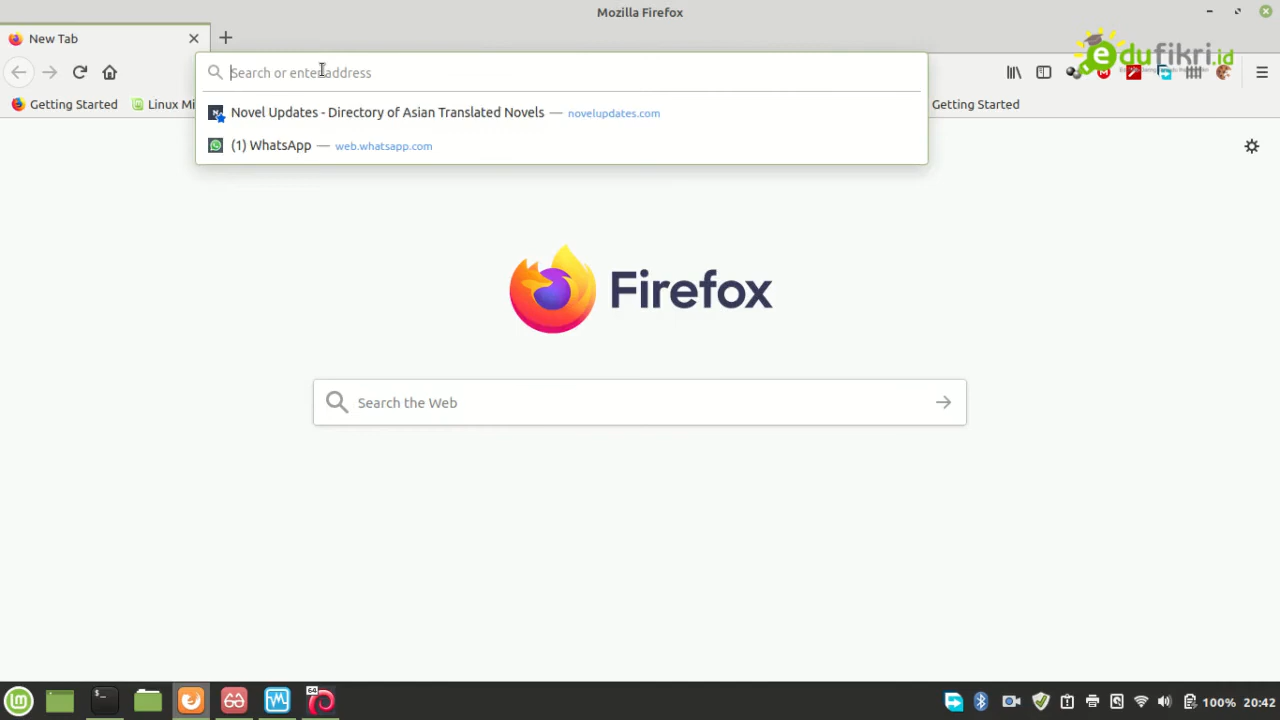 Mozilla Firefox
New Tab
edufikri.id
Search or enter address
Getting Started
Linux Mi
Getting Started
Novel Updates - Directory of Asian Translated Novels — novelupdates.com
(1) WhatsApp — web.whatsapp.com
Firefox
Search the Web
64
100% 20:42